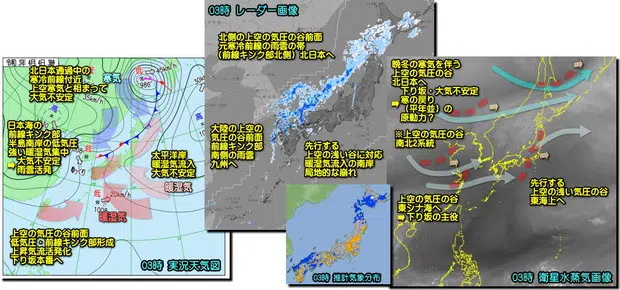 北日本通過中の
寒冷前線付近
上空寒気と相まって
大気不安定
寒気
986
日本海の
前線キンク部
半島南岸の低気圧
強い暖湿気集中
➡ 大気不安定
雨雲活発
太平洋岸
暖湿気流入
大気不安定
暖湿気
暖湿気
上空の気圧の谷前面
低気圧
前線キンク部形成
上昇気流活発化
下り坂本番へ
03時 実況天気図
03時 レーダー画像
北側の上空の気圧の谷前面
元寒冷前線の雨雲の帯
(前線キンク部北側)北日本へ
大陸の上空の
気圧の谷前面
前線キンク部
南側の雨雲
九州へ
先行する
上空の浅い谷に対応
暖湿気流入の南岸
局地的な崩れ
03時 推計気象分布
晩冬の寒気を伴う
上空の気圧の谷
北日本へ
下り坂・大気不安定
➡ 寒の戻り
(平年並)の
原動力?
※上空の気圧の谷
南北2系統
先行する
上空の浅い気圧の谷
東海上へ
上空の気圧の谷
東シナ海へ
➡ 下り坂の主役
03時 衛星水蒸気画像